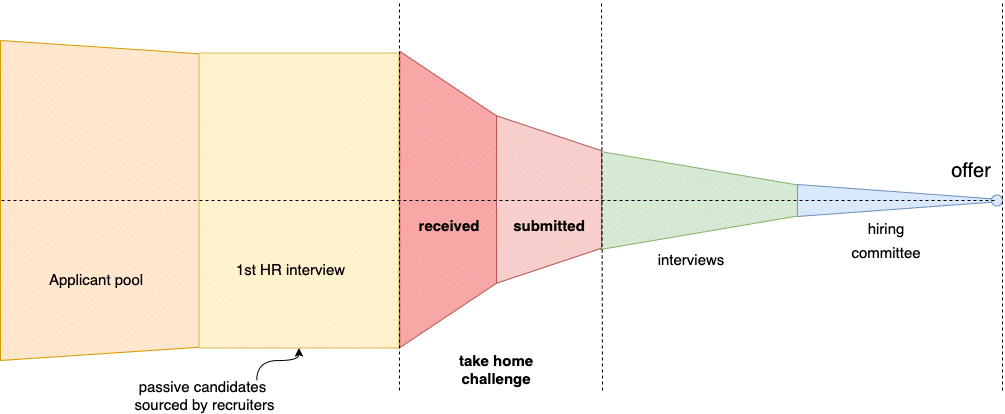 Applicant pool
1st HR interview
passive candidates
sourced by recruiters
received
submitted
take home
challenge
interviews
hiring
committee
offer